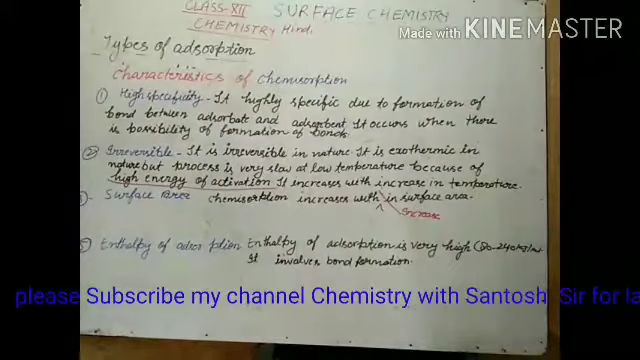 CLASS-XII SURFACE CHEMISTRY
CHEMISTRY Hindi
Made with KINEMASTER
Types of adsorption
Characteristics of chemisorption
① High specificity - It highly specific due to formation of
bond between adsorbate and adsorbent. It occurs when there
is possibility of formation of bonds
② Irreversible - It is irreversible in nature. It is exothermic in
nature but process is very slow at low temperature because of
high energy of activation It increases with increase in temperature.
Surface Area chemisorption increases with in surface area.
^ Increase
⑤ Enthalpy of adsorption Enthalpy of adsorption is very high
It involves bond formation.
please Subscribe my channel Chemistry with Santosh Sir for la